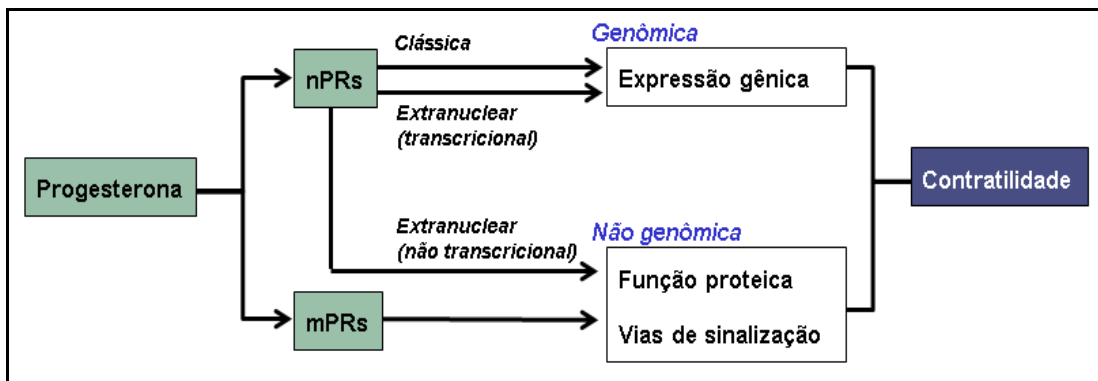 Progesterona
nPRs
Clássica
Extranuclear
(transcricional)
Genômica
Expressão gênica
Extranuclear
(não transcricional)
mPRs
Não genômica
Função proteica
Vias de sinalização
Contratilidade